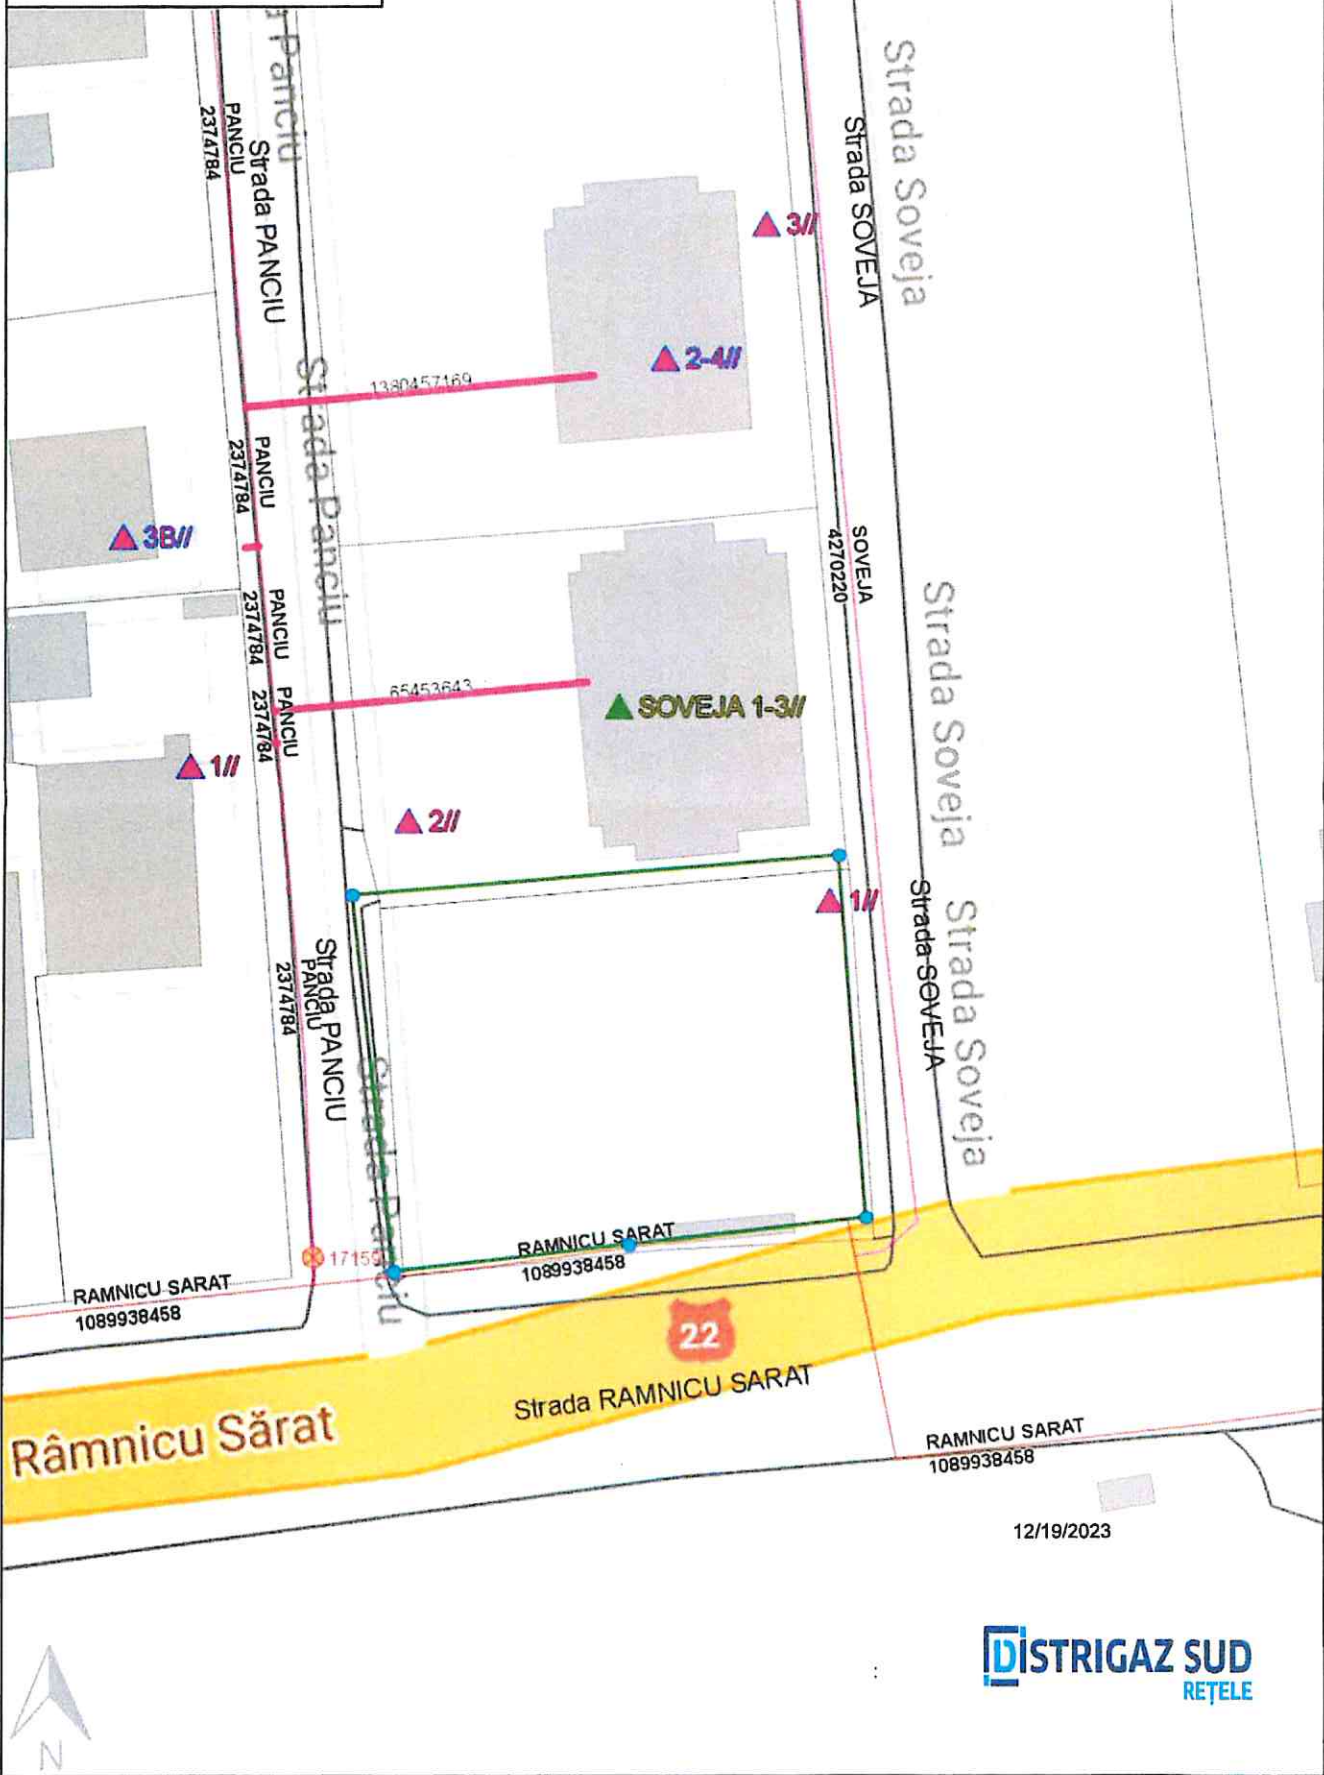 Panciu
Strada Soveja
PANCIU
2374784
Strada PANCIU
Strada SOVEJA
3//
2-4//
1380457169
Strada Panciu
PANCIU
2374784
3B//
SOVEJA
4270220
PANCIU
2374784
Strada Soveja
65453643
PANCIU
2374784
SOVEJA 1-3//
1//
2//
1//
Strada SOVEJA
Strada Soveja
Strada PANCIU
PANCIU
2374784
Strada Panciu
RAMNICU SARAT
1089938458
RAMNICU SARAT
1089938458
22
Strada RAMNICU SARAT
Râmnicu Sărat
RAMNICU SARAT
1089938458
12/19/2023
DISTRIGAZ SUD
REȚELE
N